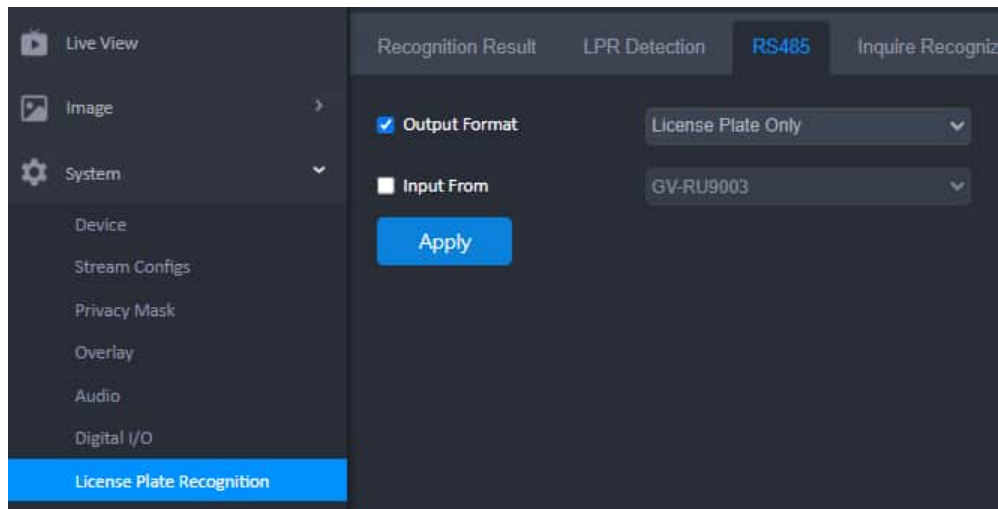 Live View
Image
System
Device
Stream Configs
Privacy Mask
Overlay
Audio
Digital I/O
License Plate Recognition
Recognition Result LPR Detection RS485 Inquire
Output Format License Plate Only
Input From GV-RU9003
Apply